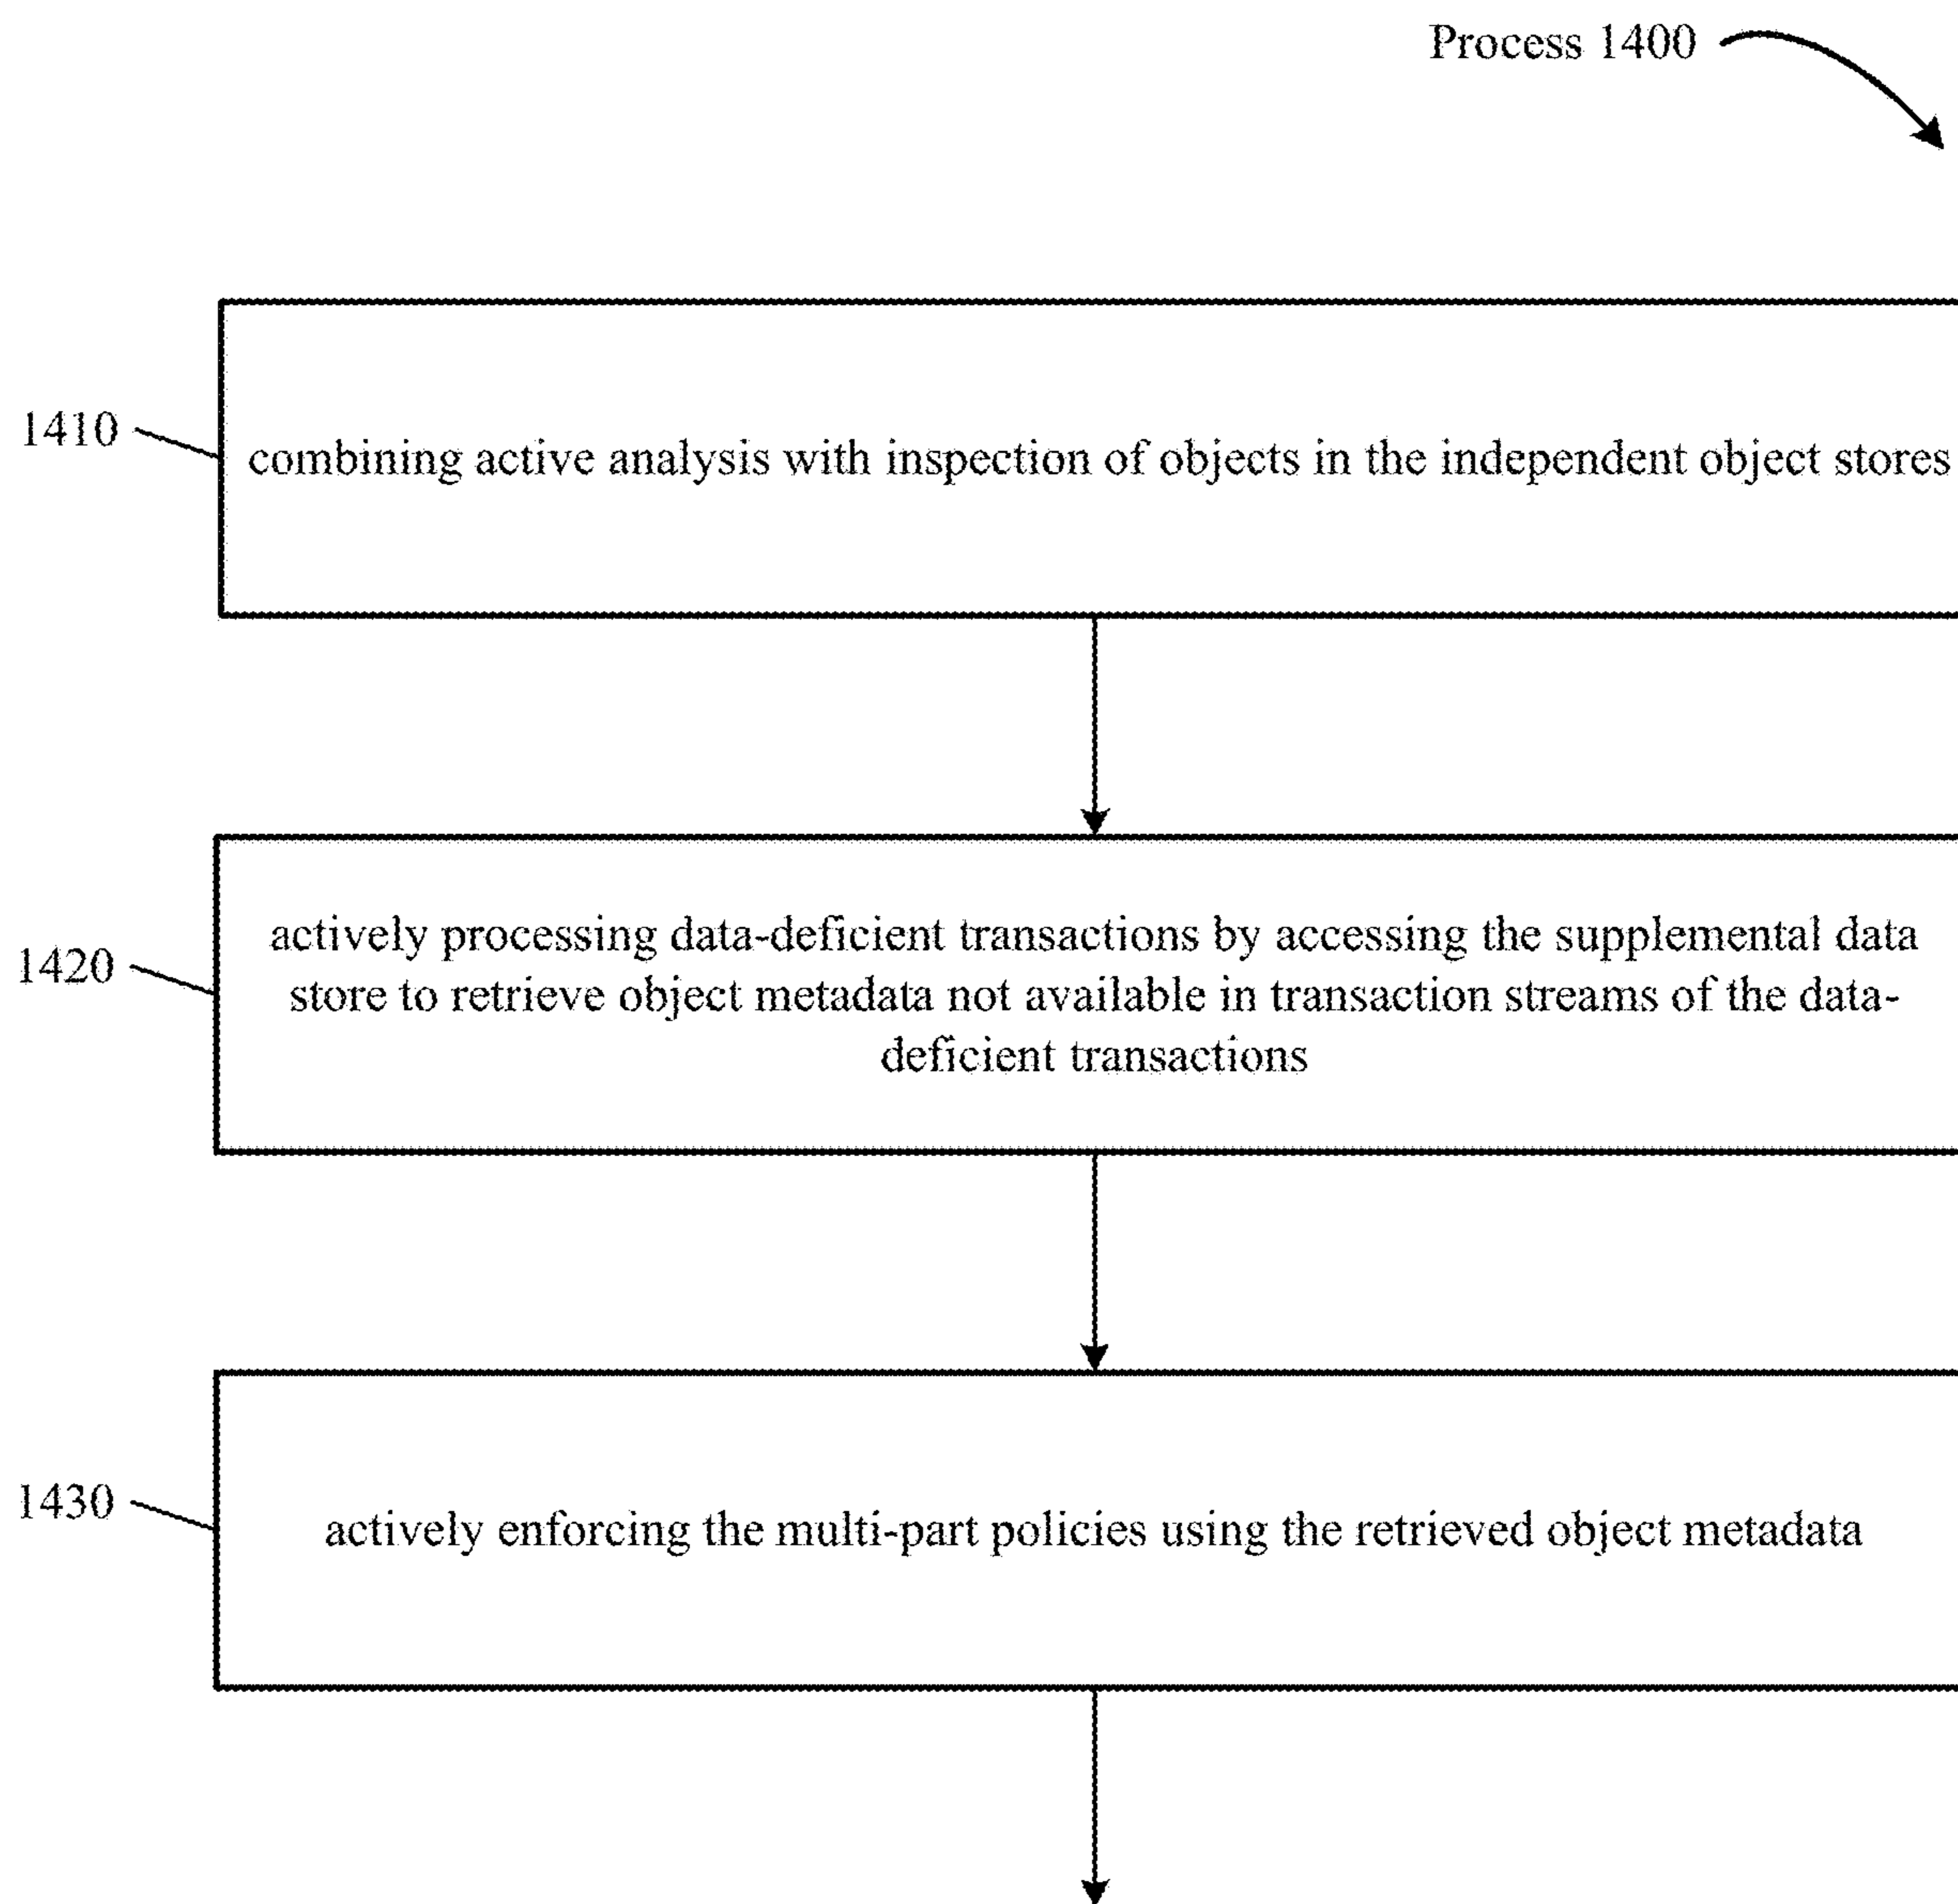 Process 1400
1410
combining active analysis with inspection of objects in the independent object stores
1420
actively processing data-deficient transactions by accessing the supplemental data
store to retrieve object metadata not available in transaction streams of the data-
deficient transactions
1430
actively enforcing the multi-part policies using the retrieved object metadata